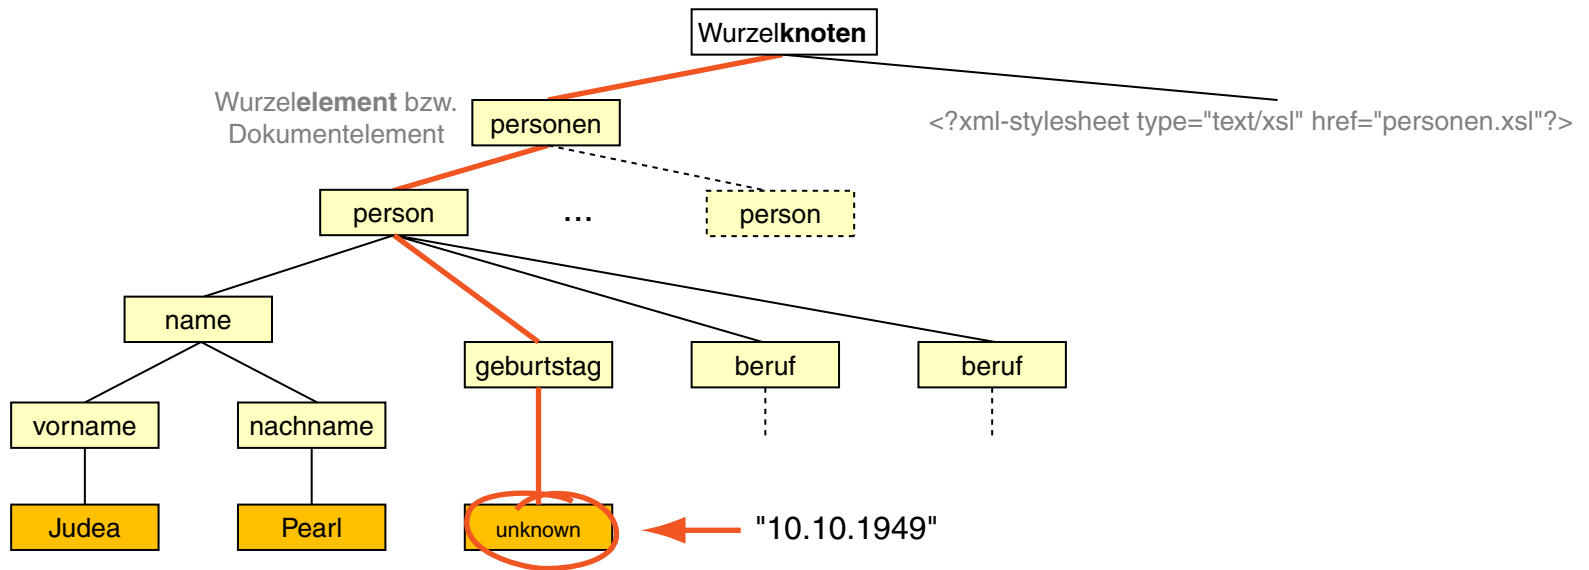 Wurzelknoten
Wurzelelement bzw.
Dokumentelement
personen
<?xml-stylesheet type="text/xsl" href="personen.xsl"?>
person
...
person
name
geburtstag
beruf
beruf
vorname
nachname
Judea
Pearl
unknown
"10.10.1949"